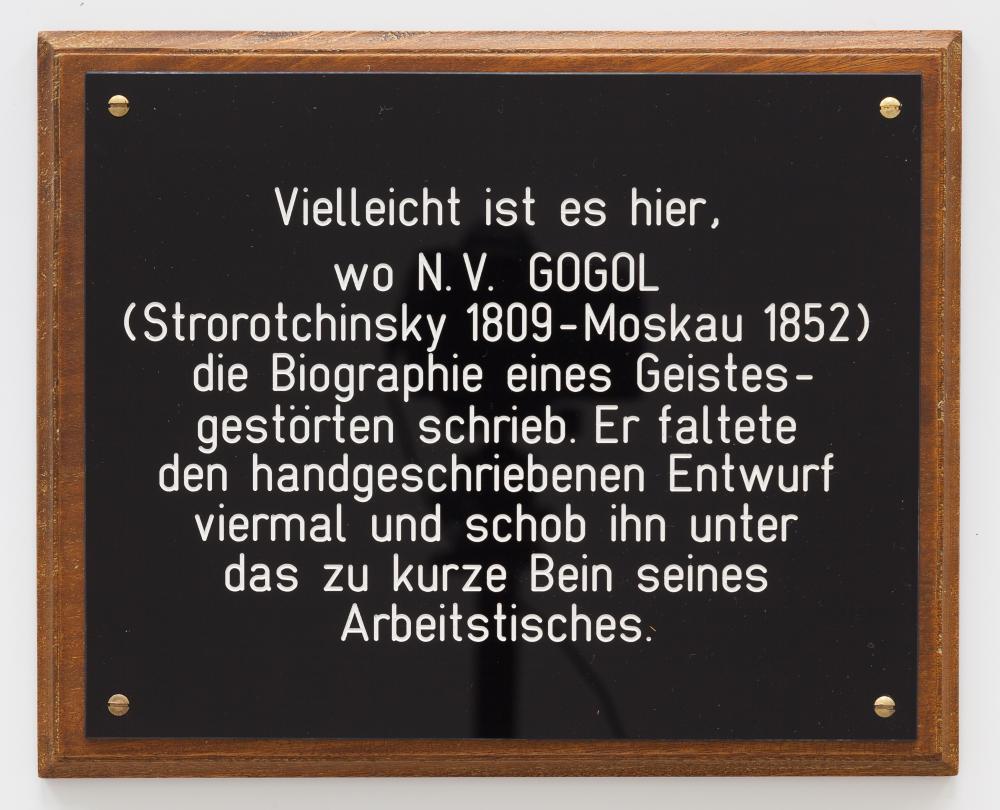 Vielleicht ist es hier,
wo N. V. GOGOL
(Strorotchinsky 1809-Moskau 1852)
die Biographie eines Geistes-
gestörten schrieb. Er faltete
den handgeschriebenen Entwurf
viermal und schob ihn unter
das zu kurze Bein seines
Arbeitstisches.